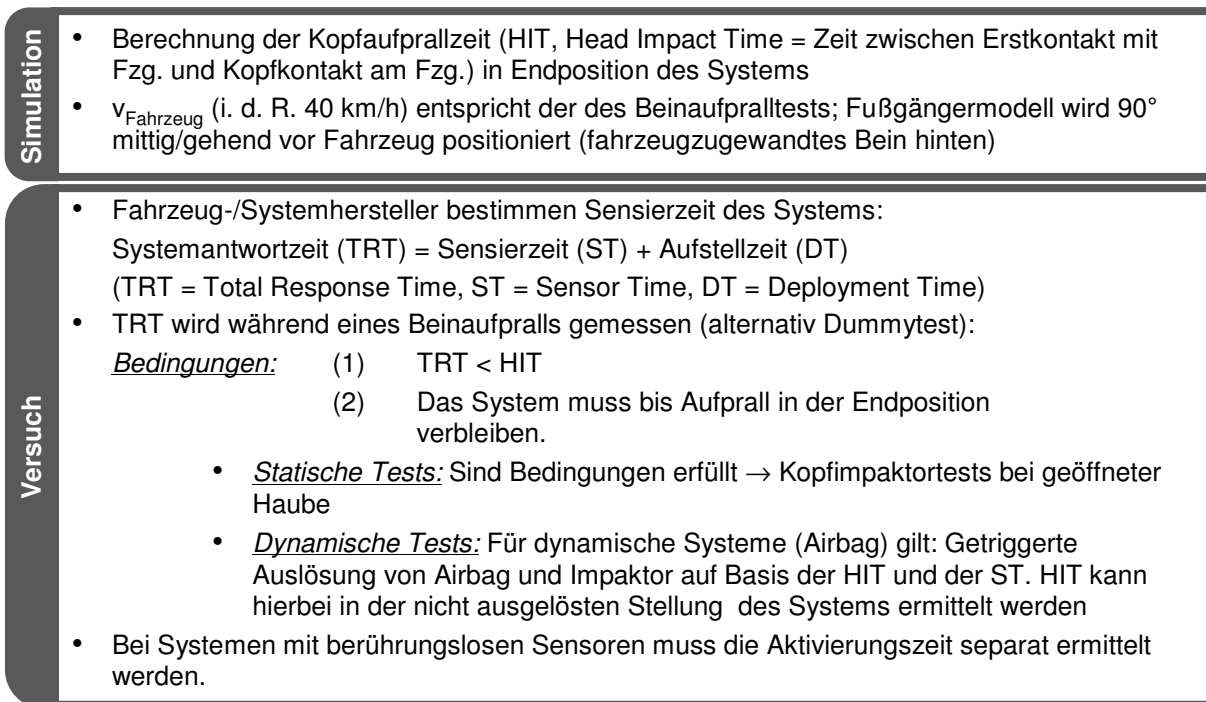 Simulation
• Berechnung der Kopfaufprallzeit (HIT, Head Impact Time = Zeit zwischen Erstkontakt mit
Fzg. und Kopfkontakt am Fzg.) in Endposition des Systems
• vFahrzeug (i. d. R. 40 km/h) entspricht der des Beinaufpralltests; Fußgängermodell wird 90°
mittig/gehend vor Fahrzeug positioniert (fahrzeugzugewandtes Bein hinten)
Versuch
• Fahrzeug-/Systemhersteller bestimmen Sensierzeit des Systems:
Systemantwortzeit (TRT) = Sensierzeit (ST) + Aufstellzeit (DT)
(TRT = Total Response Time, ST = Sensor Time, DT = Deployment Time)
• TRT wird während eines Beinaufpralls gemessen (alternativ Dummytest):
Bedingungen: (1) TRT < HIT
(2) Das System muss bis Aufprall in der Endposition
verbleiben.
• Statische Tests: Sind Bedingungen erfüllt → Kopfimpaktortests bei geöffneter
Haube
• Dynamische Tests: Für dynamische Systeme (Airbag) gilt: Getriggerte
Auslösung von Airbag und Impaktor auf Basis der HIT und der ST. HIT kann
hierbei in der nicht ausgelösten Stellung des Systems ermittelt werden
• Bei Systemen mit berührungslosen Sensoren muss die Aktivierungszeit separat ermittelt
werden.